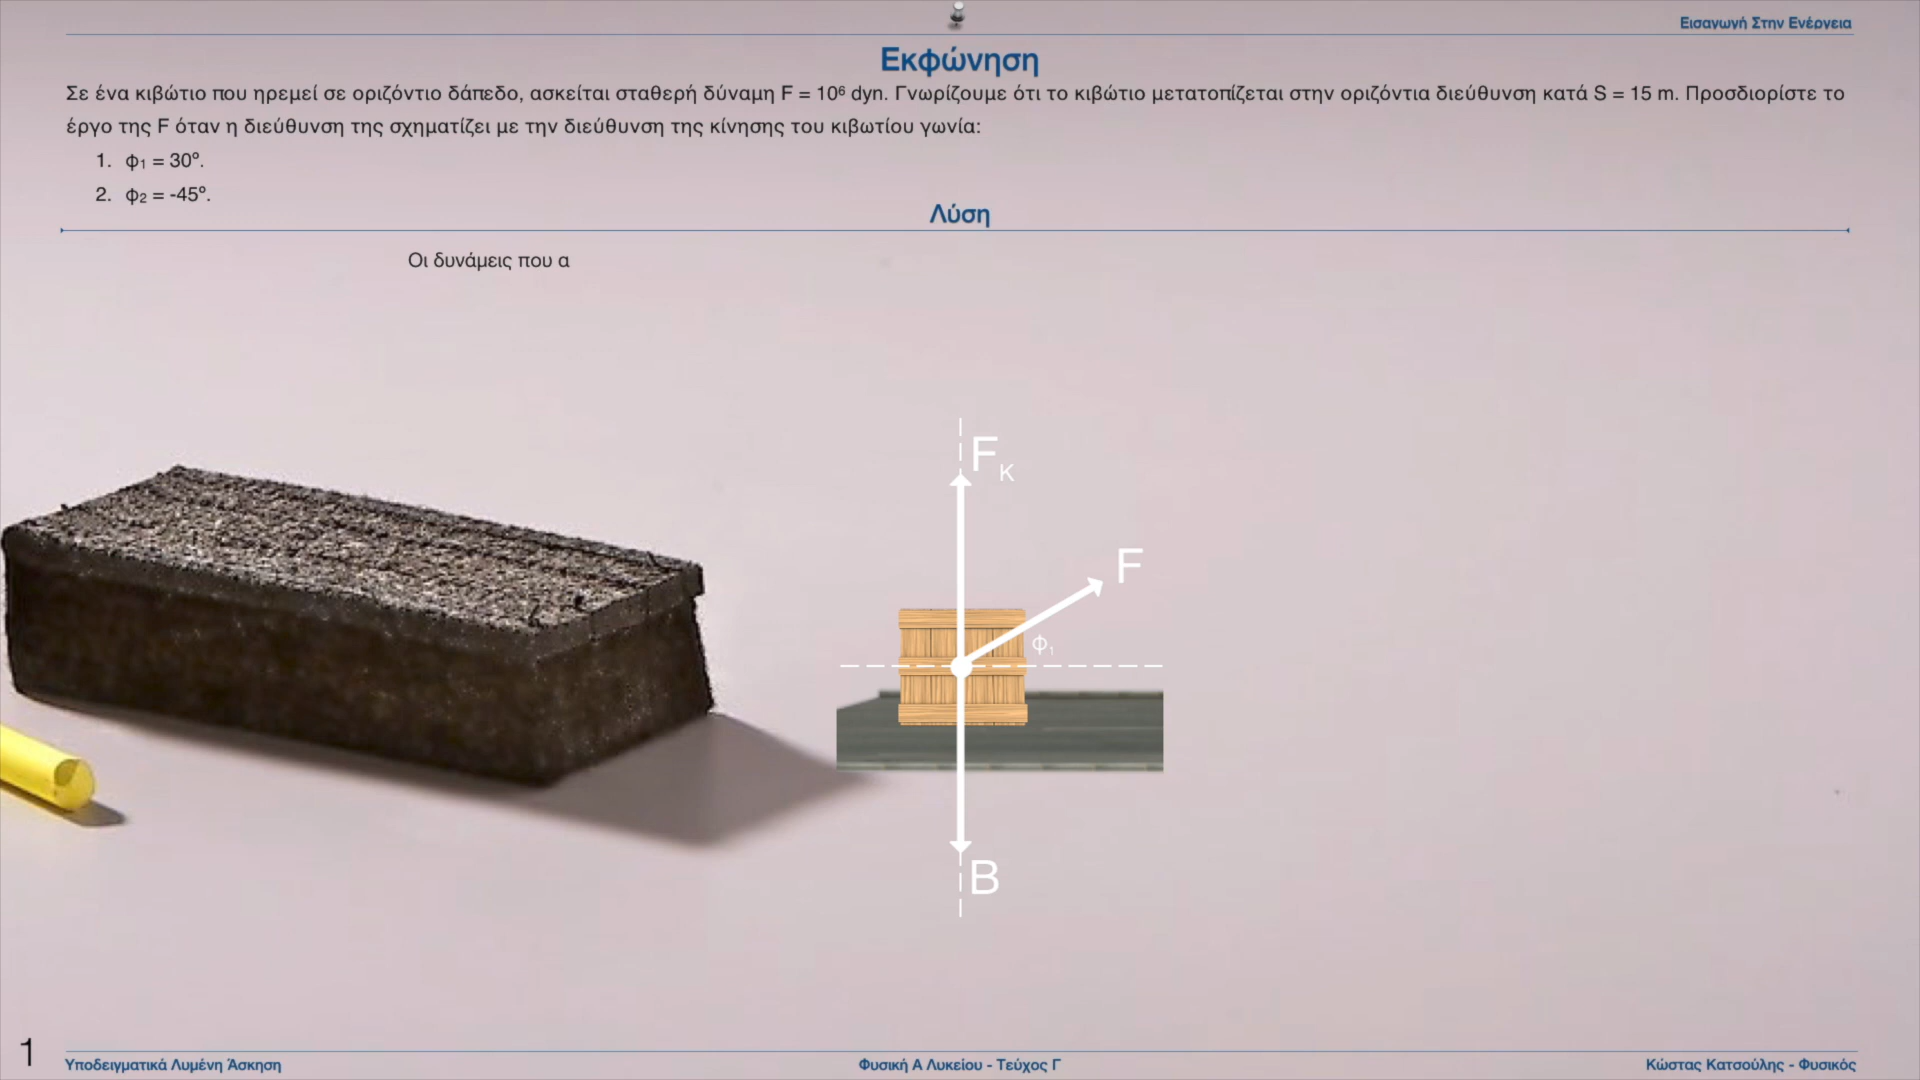 Εισαγωγή Στην Ενέργεια
Εκφώνηση
Σε ένα κιβώτιο που ηρεμεί σε οριζόντιο δάπεδο, ασκείται σταθερή δύναμη F = 10⁶ dyn. Γνωρίζουμε ότι το κιβώτιο μετατοπίζεται στην οριζόντια διεύθυνση κατά S = 15 m. Προσδιορίστε το
έργο της F όταν η διεύθυνση της σχηματίζει με την διεύθυνση της κίνησης του κιβωτίου γωνία:
1. φ₁ = 30º.
2. φ₂ = -45º.
Λύση
Οι δυνάμεις που α
F_K
F
φ₁
B
1
Υποδειγματικά Λυμένη Άσκηση
Φυσική Α Λυκείου - Τεύχος Γ
Κώστας Κατσούλης - Φυσικός